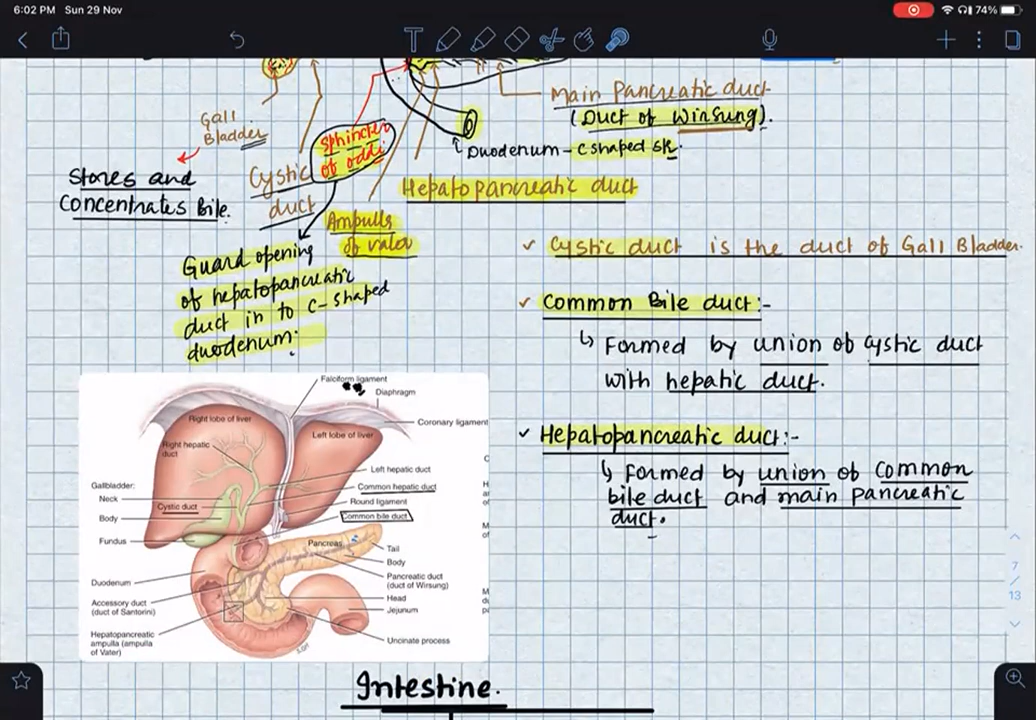 6:02 PM Sun 29 Nov
74%
T
Main Pancreatic duct
(Duct of Winsung).
Gall
Bladder
Sphincter
of oddi
Duodenum - C shaped SR.
Stores and
Concentrates Bile.
Cystic
duct
Hepatopancreatic duct
Ampulls
of vater
Guard opening
of hepatopancreatic
duct in to C-shaped
duodenum.
✓ Cystic duct is the duct of Gall Bladder.
✓ Common Bile duct:-
↳ Formed by union of cystic duct
with hepatic duct.
✓ Hepatopancreatic duct:-
↳ Formed by union of Common
bile duct and main pancreatic
duct.
Falciform ligament
Diaphragm
Right lobe of liver
Coronary ligament
Left lobe of liver
Right hepatic
duct
Left hepatic duct
Gallbladder:
Common hepatic duct
Neck
Round ligament
Cystic duct
Body
Common bile duct
Fundus
Pancreas
Tail
Body
Duodenum
Pancreatic duct
(duct of Wirsung)
Accessory duct
(duct of Santorini)
Head
Jejunum
Hepatopancreatic
ampulla (ampulla
of Vater)
Uncinate process
7
/
13
Intestine.